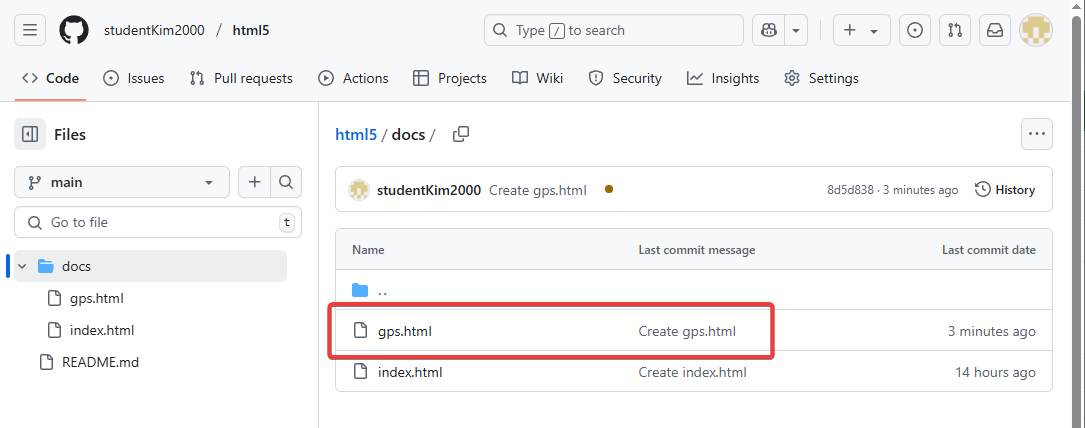 studentKim2000 / html5
Type / to search
Code Issues Pull requests Actions Projects Wiki Security Insights Settings
Files
main
Go to file t
docs
gps.html
index.html
README.md
html5 / docs /
studentKim2000 Create gps.html 8d5d838 · 3 minutes ago History
Name Last commit message Last commit date
..
gps.html Create gps.html 3 minutes ago
index.html Create index.html 14 hours ago